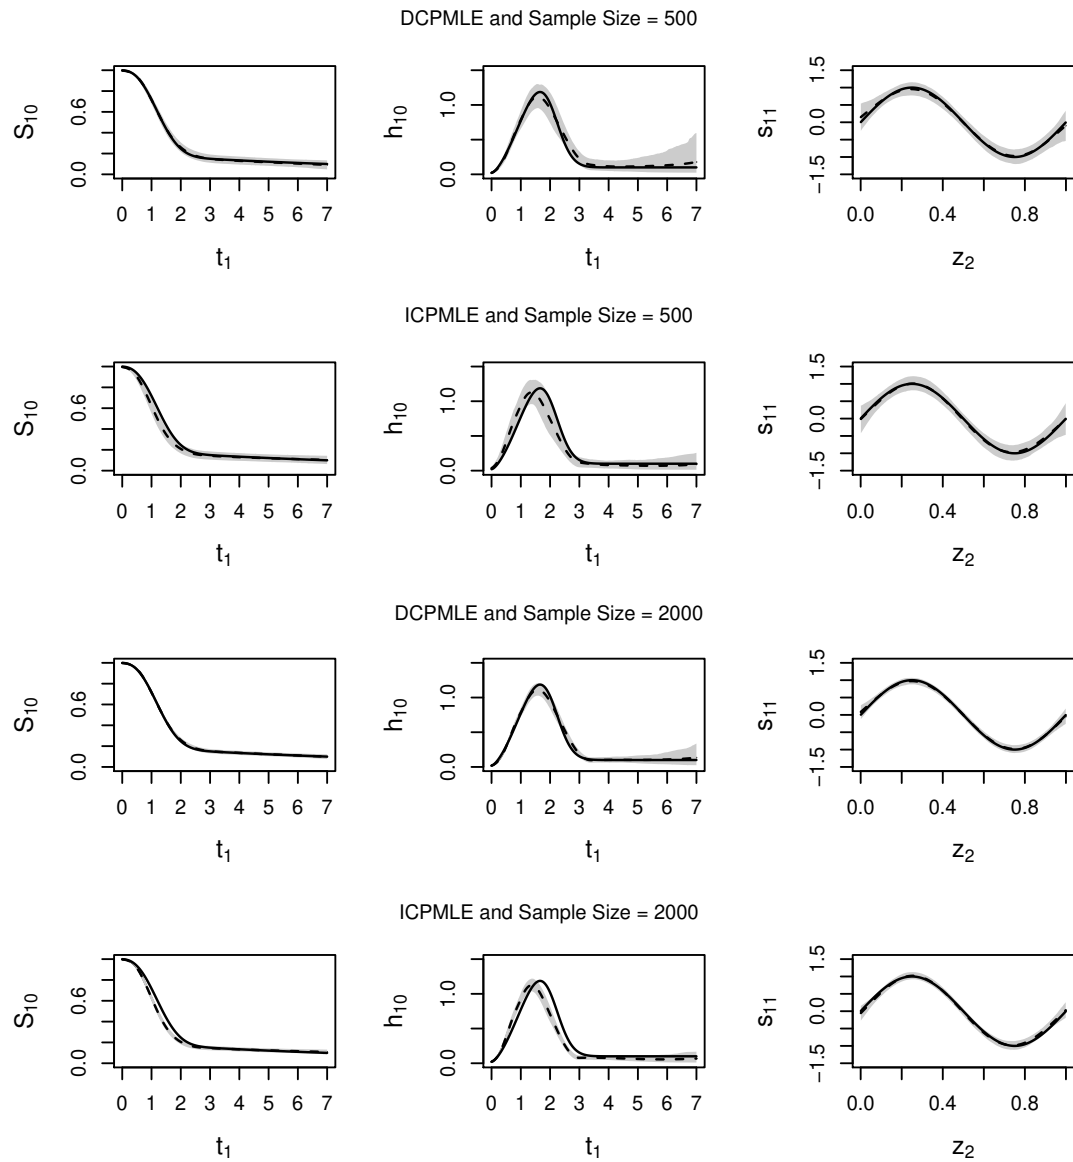 DCPMLE and Sample Size = 500
S10
0.0 0.6
0 1 2 3 4 5 6 7
t1
h10
0.0 1.0
0 1 2 3 4 5 6 7
t1
s11
−1.5 0.0 1.5
0.0 0.4 0.8
z2
ICPMLE and Sample Size = 500
S10
0.0 0.6
0 1 2 3 4 5 6 7
t1
h10
0.0 1.0
0 1 2 3 4 5 6 7
t1
s11
−1.5 0.0 1.5
0.0 0.4 0.8
z2
DCPMLE and Sample Size = 2000
S10
0.0 0.6
0 1 2 3 4 5 6 7
t1
h10
0.0 1.0
0 1 2 3 4 5 6 7
t1
s11
−1.5 0.0 1.5
0.0 0.4 0.8
z2
ICPMLE and Sample Size = 2000
S10
0.0 0.6
0 1 2 3 4 5 6 7
t1
h10
0.0 1.0
0 1 2 3 4 5 6 7
t1
s11
−1.5 0.0 1.5
0.0 0.4 0.8
z2